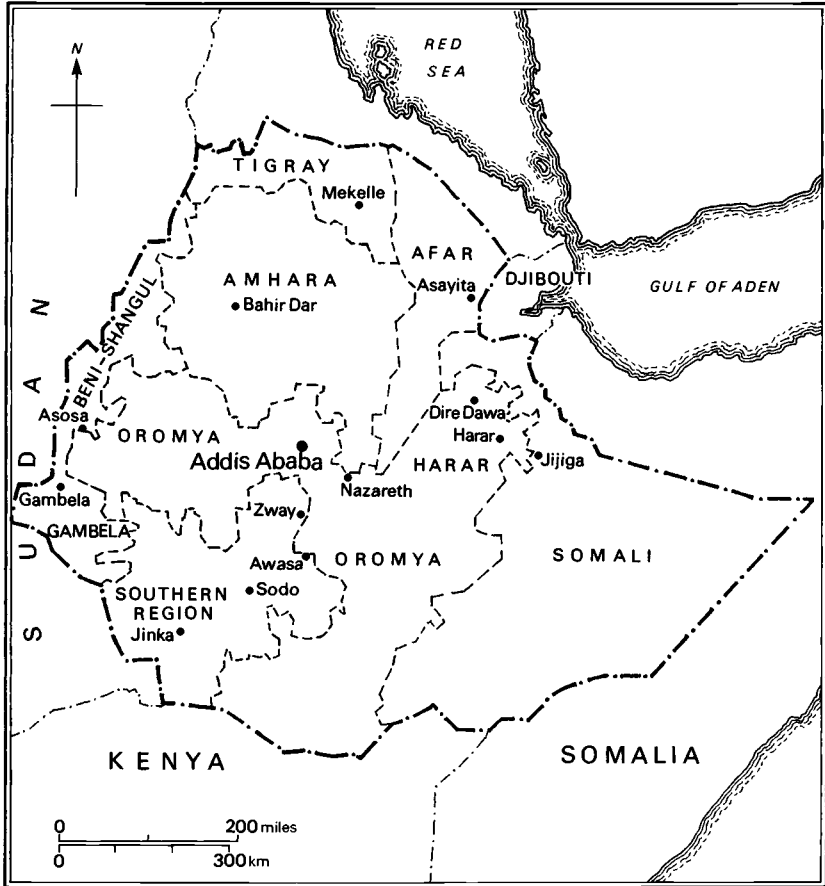 N
RED
SEA
TIGRAY
Mekelle
AFAR
AMHARA
Asayita
DJIBOUTI
GULF OF ADEN
Bahir Dar
BENI-SHANGUL
SUDAN
Asosa
OROMYA
Dire Dawa
Harar
Addis Ababa
HARAR
Jijiga
Gambela
Nazareth
Zway
GAMBELA
Awasa
OROMYA
SOMALI
SOUTHERN
REGION
Sodo
Jinka
KENYA
SOMALIA
0 200 miles
0 300 km